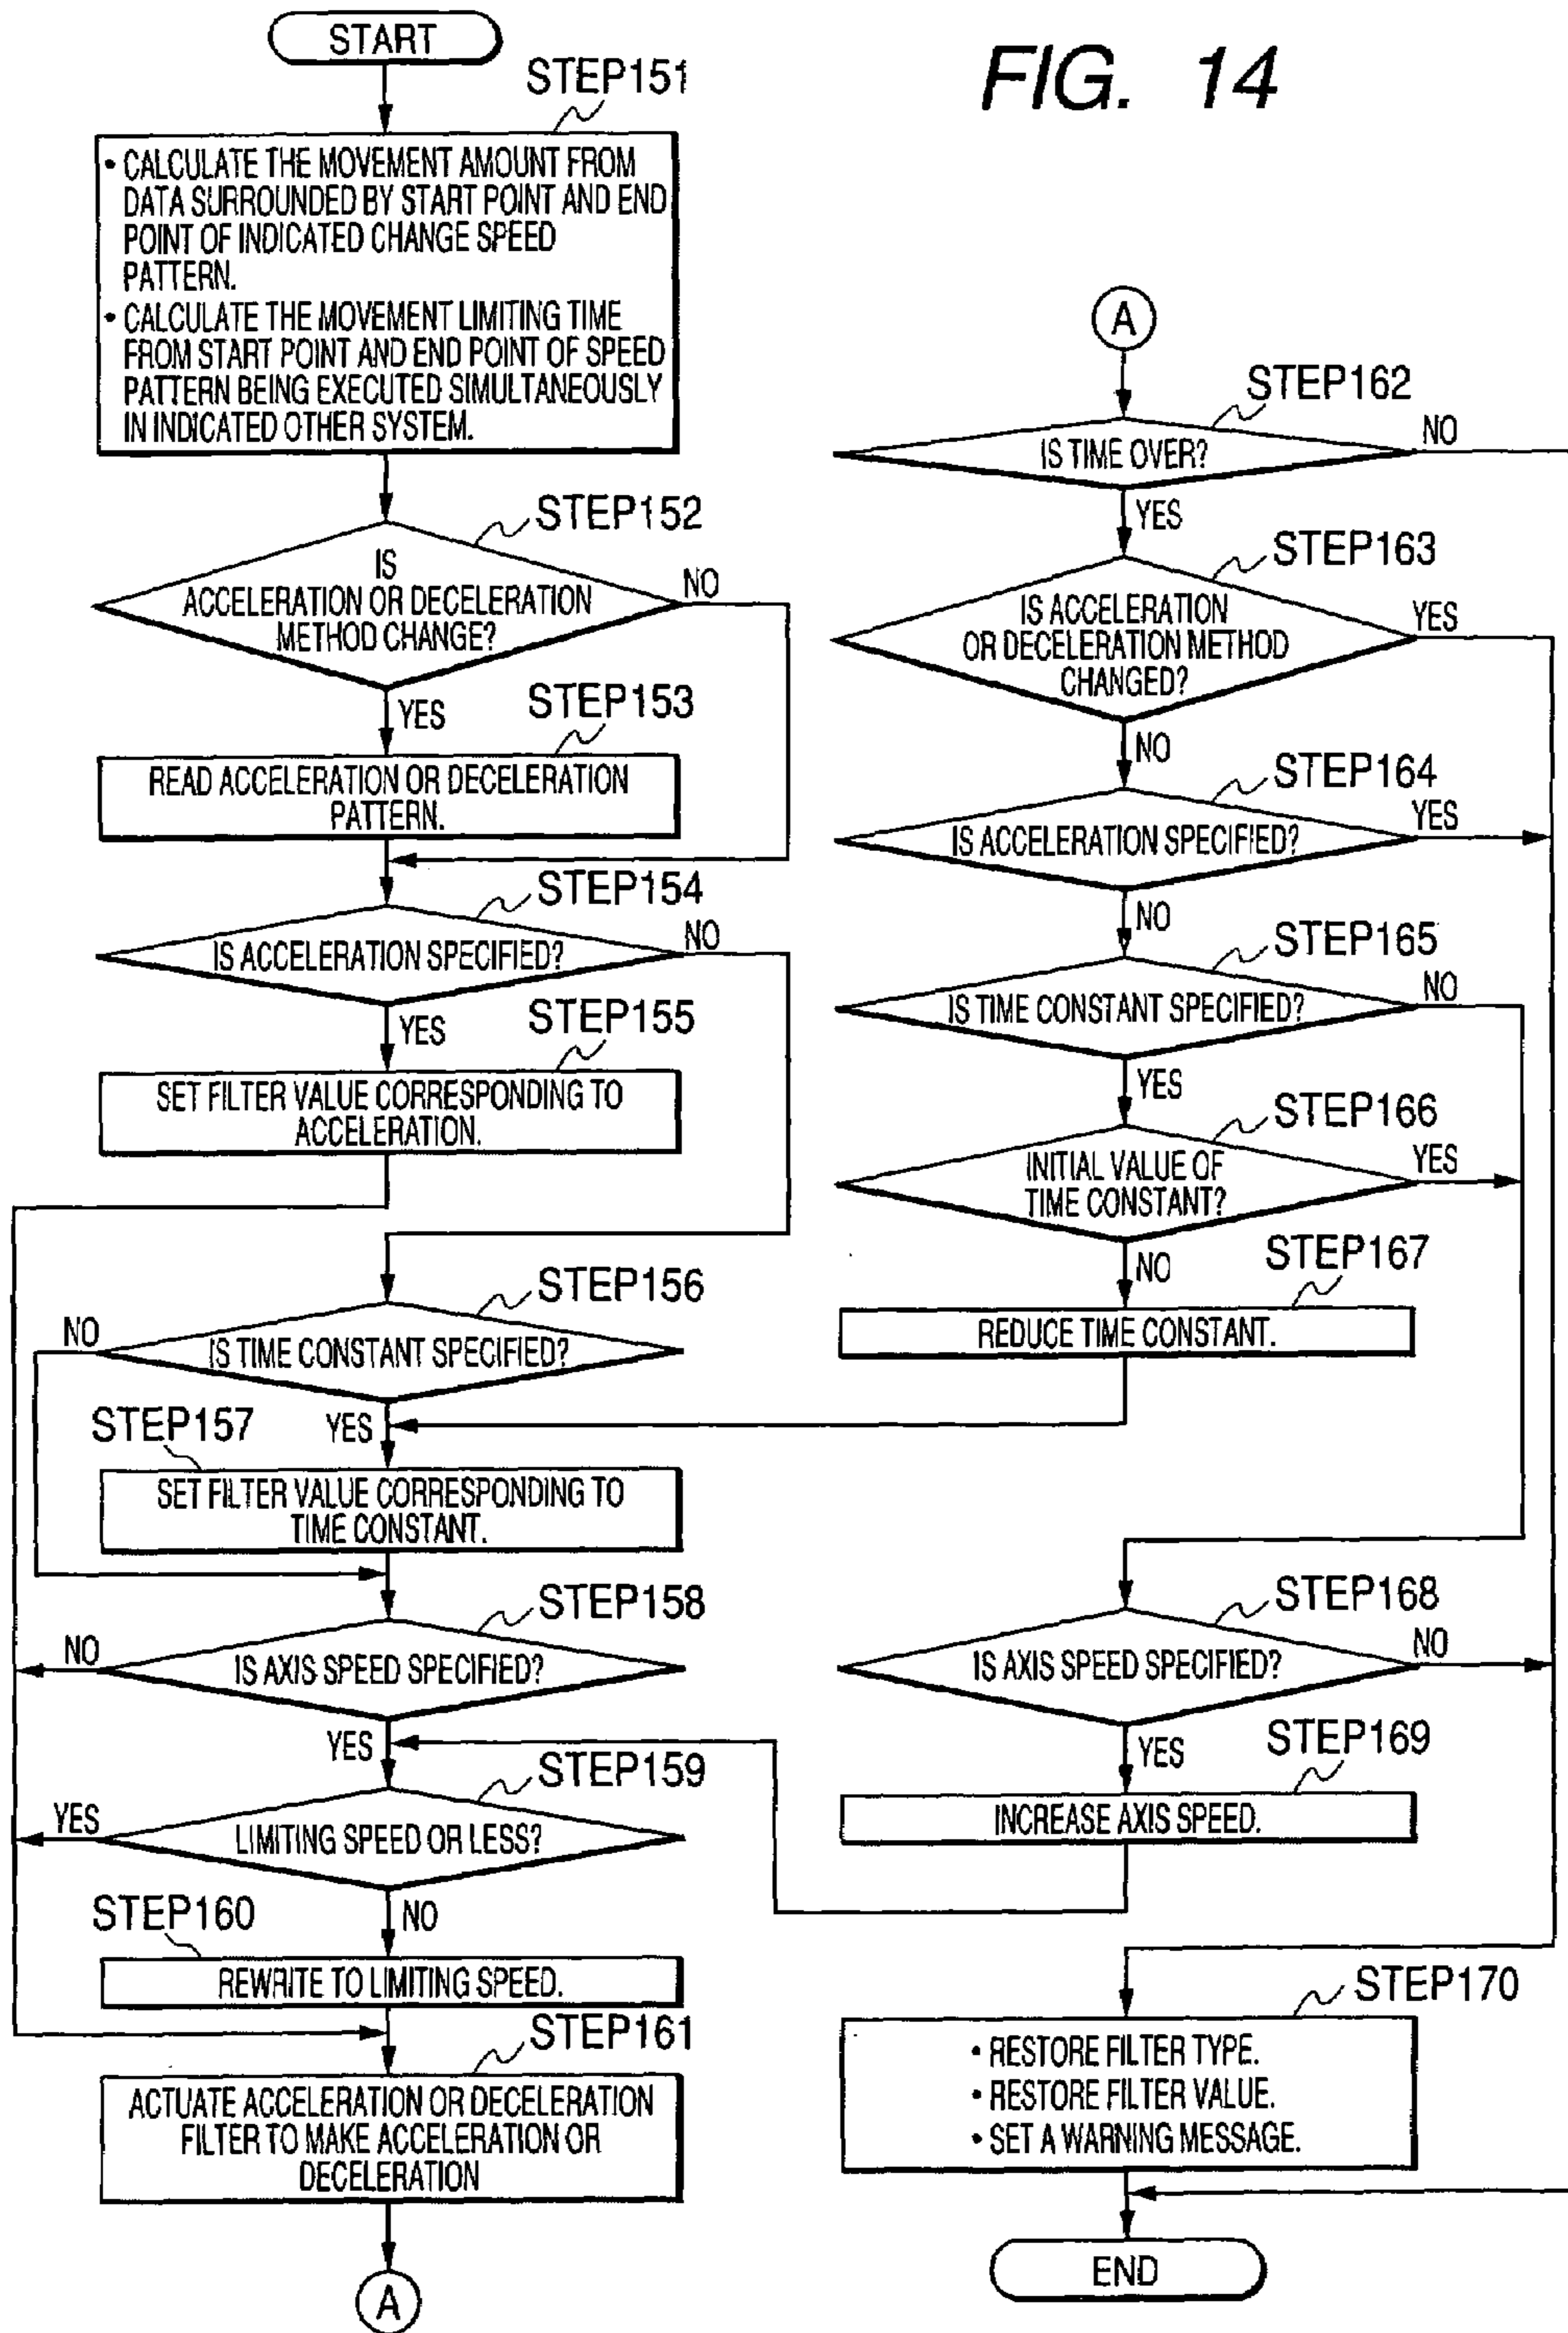 FIG. 14
START
STEP151
• CALCULATE THE MOVEMENT AMOUNT FROM
DATA SURROUNDED BY START POINT AND END
POINT OF INDICATED CHANGE SPEED
PATTERN.
• CALCULATE THE MOVEMENT LIMITING TIME
FROM START POINT AND END POINT OF SPEED
PATTERN BEING EXECUTED SIMULTANEOUSLY
IN INDICATED OTHER SYSTEM.
STEP152
IS
ACCELERATION OR DECELERATION
METHOD CHANGE?
NO
YES
STEP153
READ ACCELERATION OR DECELERATION
PATTERN.
STEP154
IS ACCELERATION SPECIFIED?
NO
YES
STEP155
SET FILTER VALUE CORRESPONDING TO
ACCELERATION.
STEP156
NO
IS TIME CONSTANT SPECIFIED?
YES
STEP157
SET FILTER VALUE CORRESPONDING TO
TIME CONSTANT.
STEP158
NO
IS AXIS SPEED SPECIFIED?
YES
STEP159
YES
LIMITING SPEED OR LESS?
NO
STEP160
REWRITE TO LIMITING SPEED.
STEP161
ACTUATE ACCELERATION OR DECELERATION
FILTER TO MAKE ACCELERATION OR
DECELERATION
A
A
STEP162
IS TIME OVER?
NO
YES
STEP163
IS ACCELERATION
OR DECELERATION METHOD
CHANGED?
YES
NO
STEP164
IS ACCELERATION SPECIFIED?
YES
NO
STEP165
IS TIME CONSTANT SPECIFIED?
NO
YES
STEP166
INITIAL VALUE OF
TIME CONSTANT?
YES
NO
STEP167
REDUCE TIME CONSTANT.
STEP168
IS AXIS SPEED SPECIFIED?
NO
YES
STEP169
INCREASE AXIS SPEED.
STEP170
• RESTORE FILTER TYPE.
• RESTORE FILTER VALUE.
• SET A WARNING MESSAGE.
END